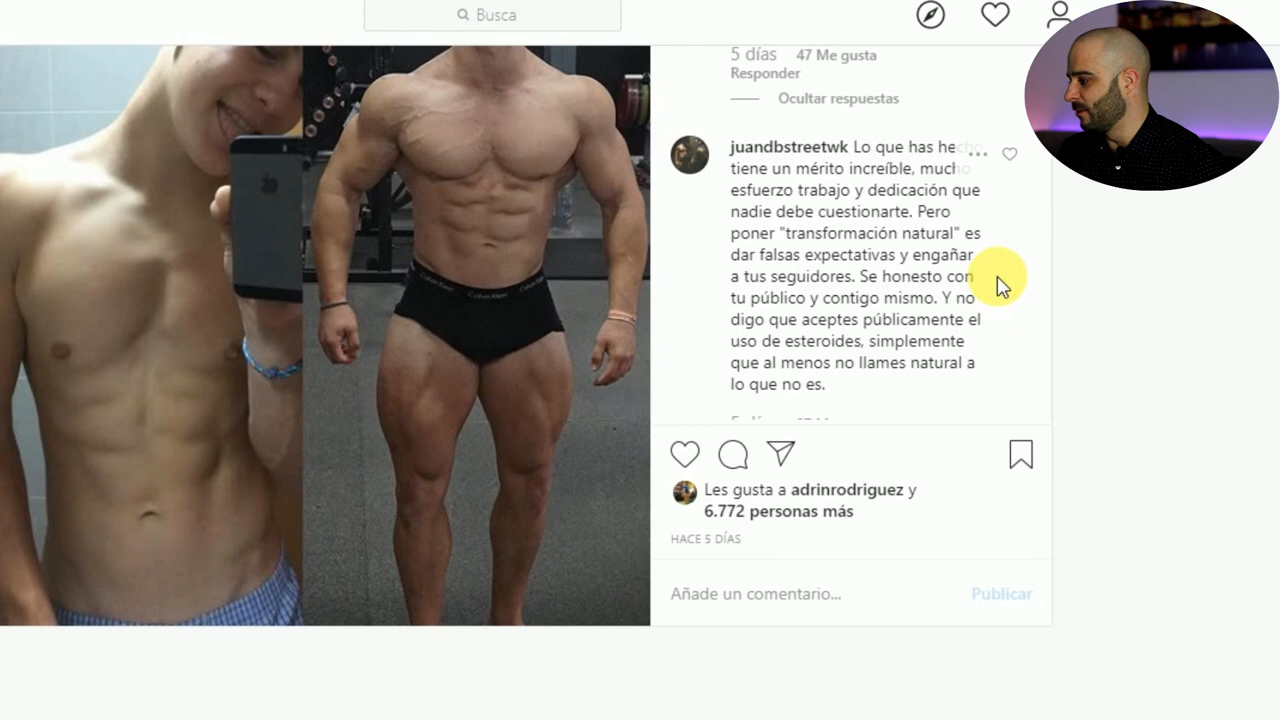 Busca
5 días 47 Me gusta
Responder
Ocultar respuestas
juandbstreetwk Lo que has hecho
tiene un mérito increíble, mucho
esfuerzo trabajo y dedicación que
nadie debe cuestionarte. Pero
poner "transformación natural" es
dar falsas expectativas y engañar
a tus seguidores. Se honesto con
tu público y contigo mismo. Y no
digo que aceptes públicamente el
uso de esteroides, simplemente
que al menos no llames natural a
lo que no es.
Les gusta a adrinrodriguez y
6.772 personas más
HACE 5 DÍAS
Añade un comentario...
Publicar
Calvin Klein
Calvin Klein